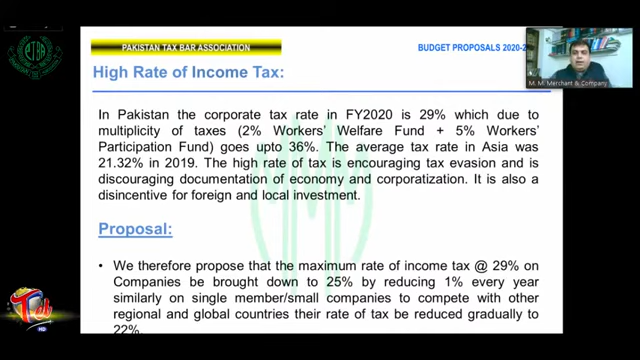 PTBA
PAKISTAN TAX BAR ASSOCIATION
BUDGET PROPOSALS 2020-2
M. M. Merchant & Company
High Rate of Income Tax:
In Pakistan the corporate tax rate in FY2020 is 29% which due to
multiplicity of taxes (2% Workers' Welfare Fund + 5% Workers'
Participation Fund) goes upto 36%. The average tax rate in Asia was
21.32% in 2019. The high rate of tax is encouraging tax evasion and is
discouraging documentation of economy and corporatization. It is also a
disincentive for foreign and local investment.
Proposal:
• We therefore propose that the maximum rate of income tax @ 29% on
Companies be brought down to 25% by reducing 1% every year
similarly on single member/small companies to compete with other
regional and global countries their rate of tax be reduced gradually to
22%.
HD